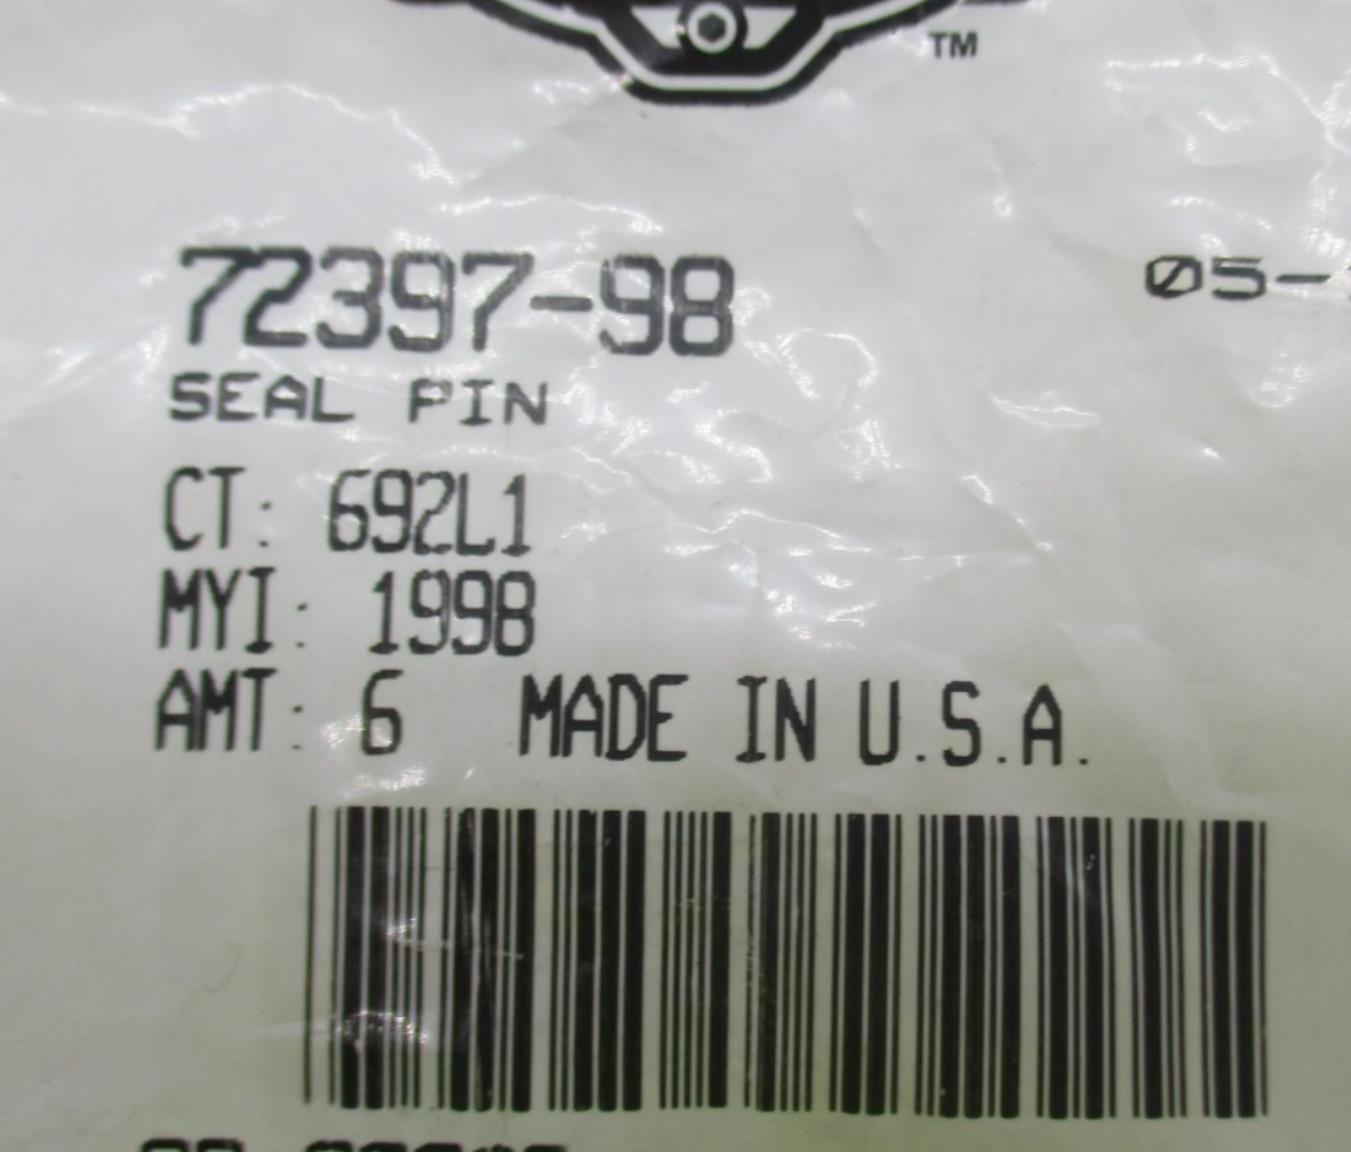 TM
72397-98
05-
SEAL PIN
CT: 692L1
MYI: 1998
AMT: 6 MADE IN U.S.A.